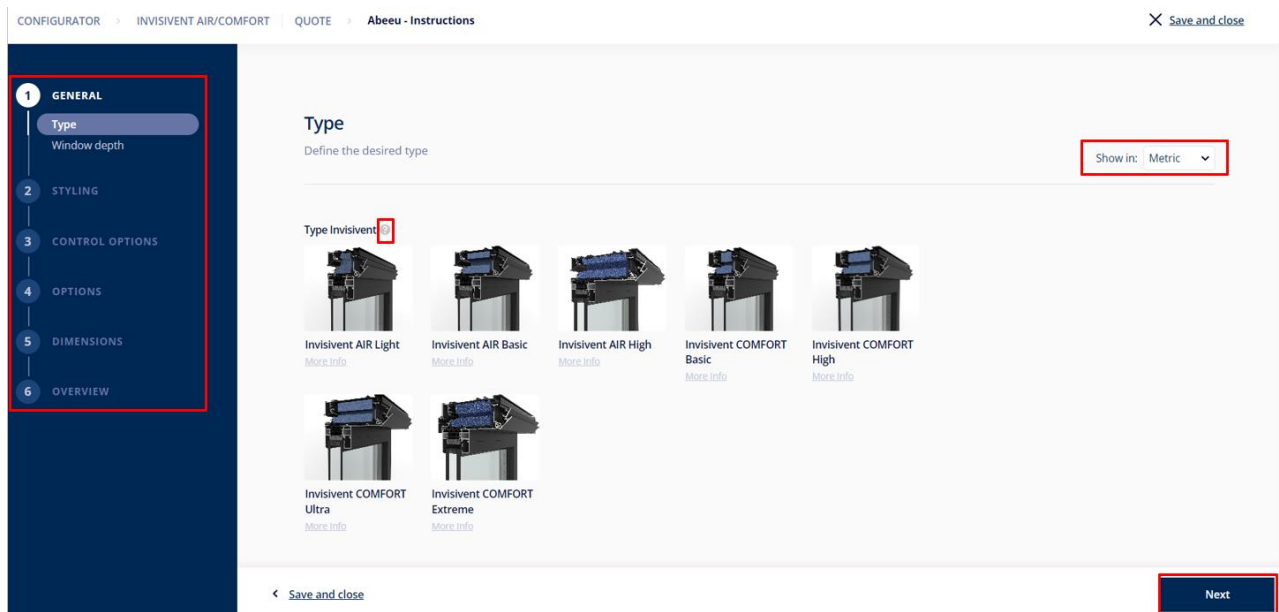 CONFIGURATOR > INVISIVENT AIR/COMFORT QUOTE > Abeeu - Instructions
Save and close
1 GENERAL
Type
Window depth
2 STYLING
3 CONTROL OPTIONS
4 OPTIONS
5 DIMENSIONS
6 OVERVIEW
Type
Define the desired type
Show in: Metric
Type Invisivent ?
Invisivent AIR Light
More Info
Invisivent AIR Basic
More Info
Invisivent AIR High
More Info
Invisivent COMFORT
Basic
More Info
Invisivent COMFORT
High
More Info
Invisivent COMFORT
Ultra
More Info
Invisivent COMFORT
Extreme
More Info
Save and close
Next